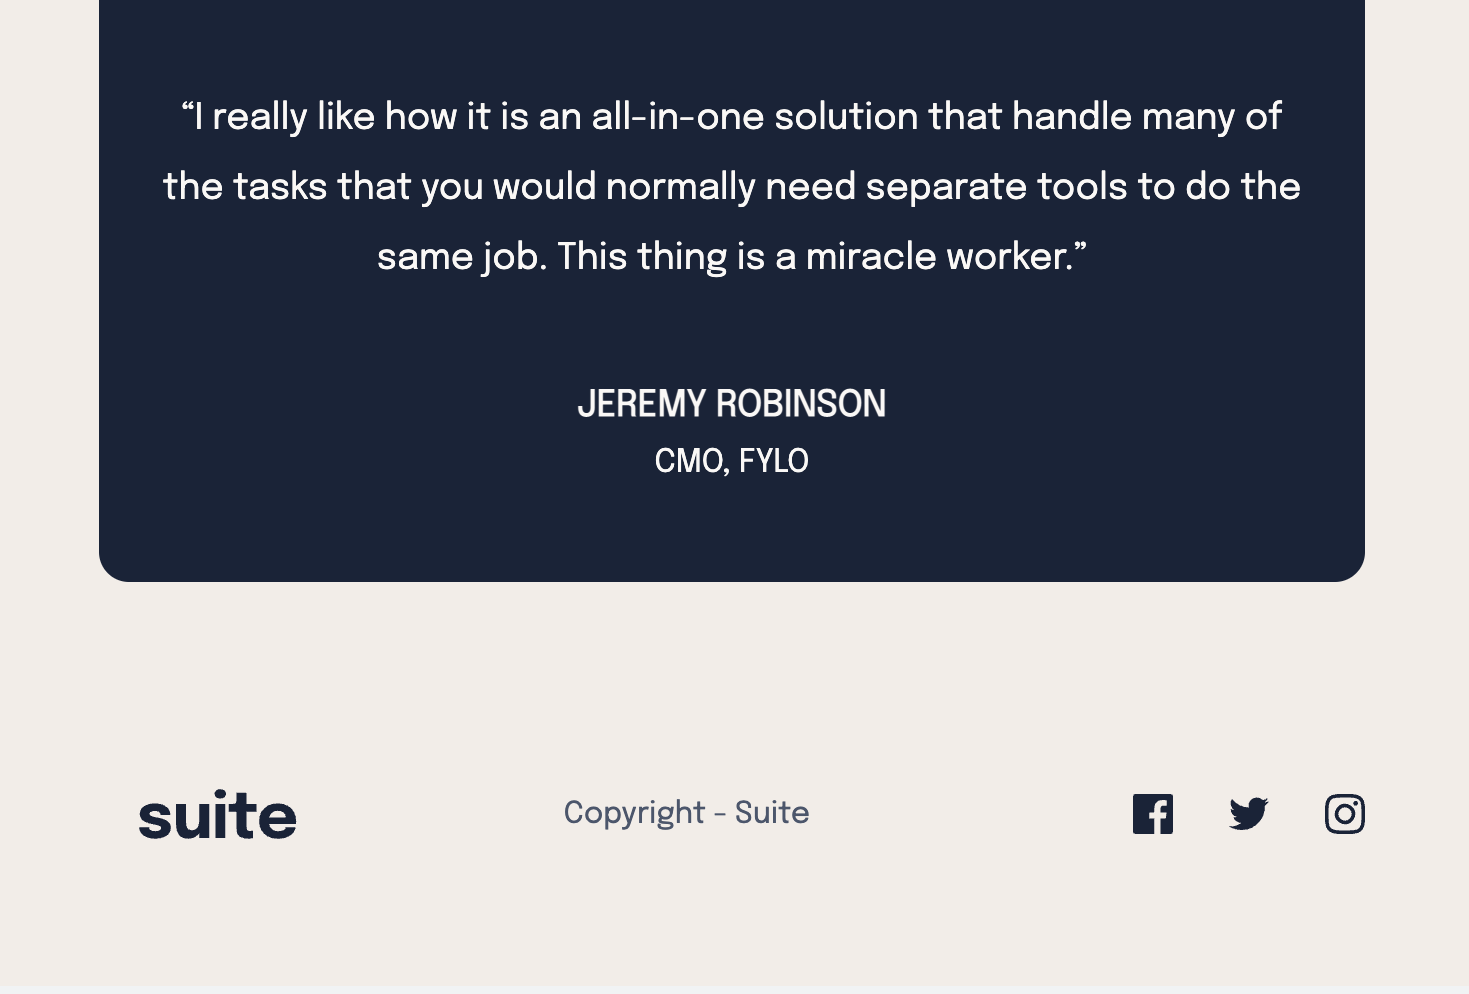 “I really like how it is an all-in-one solution that handle many of
the tasks that you would normally need separate tools to do the
same job. This thing is a miracle worker.”
JEREMY ROBINSON
CMO, FYLO
suite
Copyright - Suite